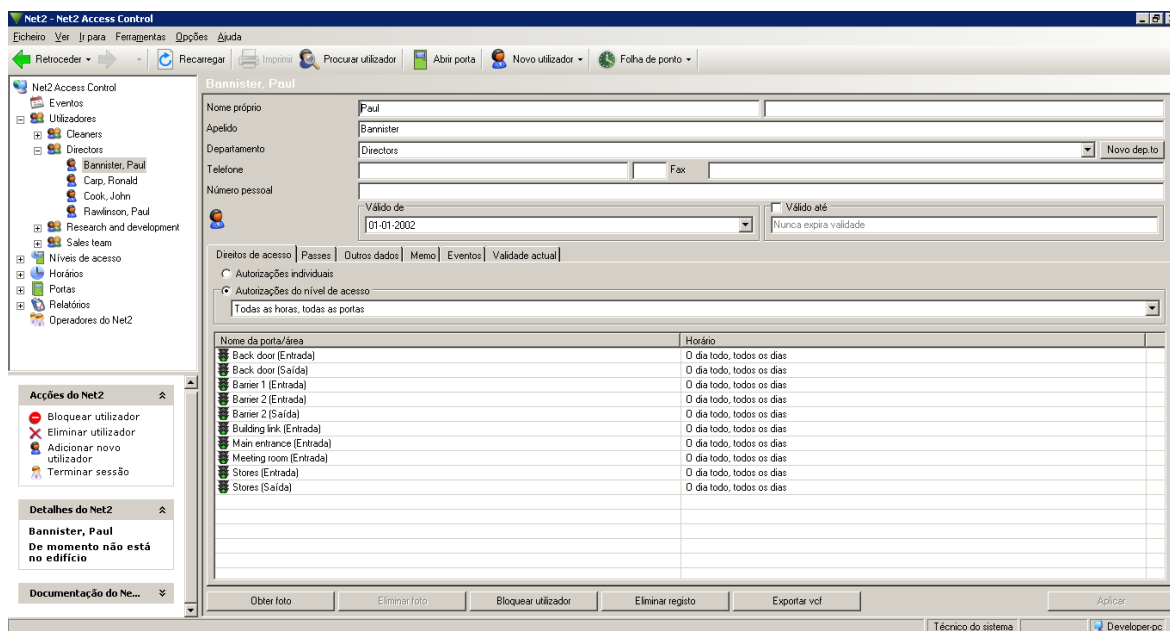 Net2 - Net2 Access Control
Ficheiro Ver Ir para Ferramentas Opções Ajuda
Retroceder Recarregar Imprimir Procurar utilizador Abrir porta Novo utilizador Folha de ponto
Net2 Access Control
Eventos
Utilizadores
Cleaners
Directors
Bannister, Paul
Carp, Ronald
Cook, John
Rawlinson, Paul
Research and development
Sales team
Níveis de acesso
Horários
Portas
Relatórios
Operadores do Net2
Acções do Net2
Bloquear utilizador
Eliminar utilizador
Adicionar novo
utilizador
Terminar sessão
Detalhes do Net2
Bannister, Paul
De momento não está
no edifício
Documentação do Ne...
Bannister, Paul
Nome próprio Paul
Apelido Bannister
Departamento Directors Novo dep.to
Telefone Fax
Número pessoal
Válido de Válido até
01-01-2002 Nunca expira validade
Direitos de acesso Passes Outros dados Memo Eventos Validade actual
Autorizações individuais
Autorizações do nível de acesso
Todas as horas, todas as portas
Nome da porta/área Horário
Back door (Entrada) O dia todo, todos os dias
Back door (Saída) O dia todo, todos os dias
Barrier 1 (Entrada) O dia todo, todos os dias
Barrier 2 (Entrada) O dia todo, todos os dias
Barrier 2 (Saída) O dia todo, todos os dias
Building link (Entrada) O dia todo, todos os dias
Main entrance (Entrada) O dia todo, todos os dias
Meeting room (Entrada) O dia todo, todos os dias
Stores (Entrada) O dia todo, todos os dias
Stores (Saída) O dia todo, todos os dias
Obter foto Eliminar foto Bloquear utilizador Eliminar registo Exportar vcf Aplicar
Técnico do sistema Developer-pc